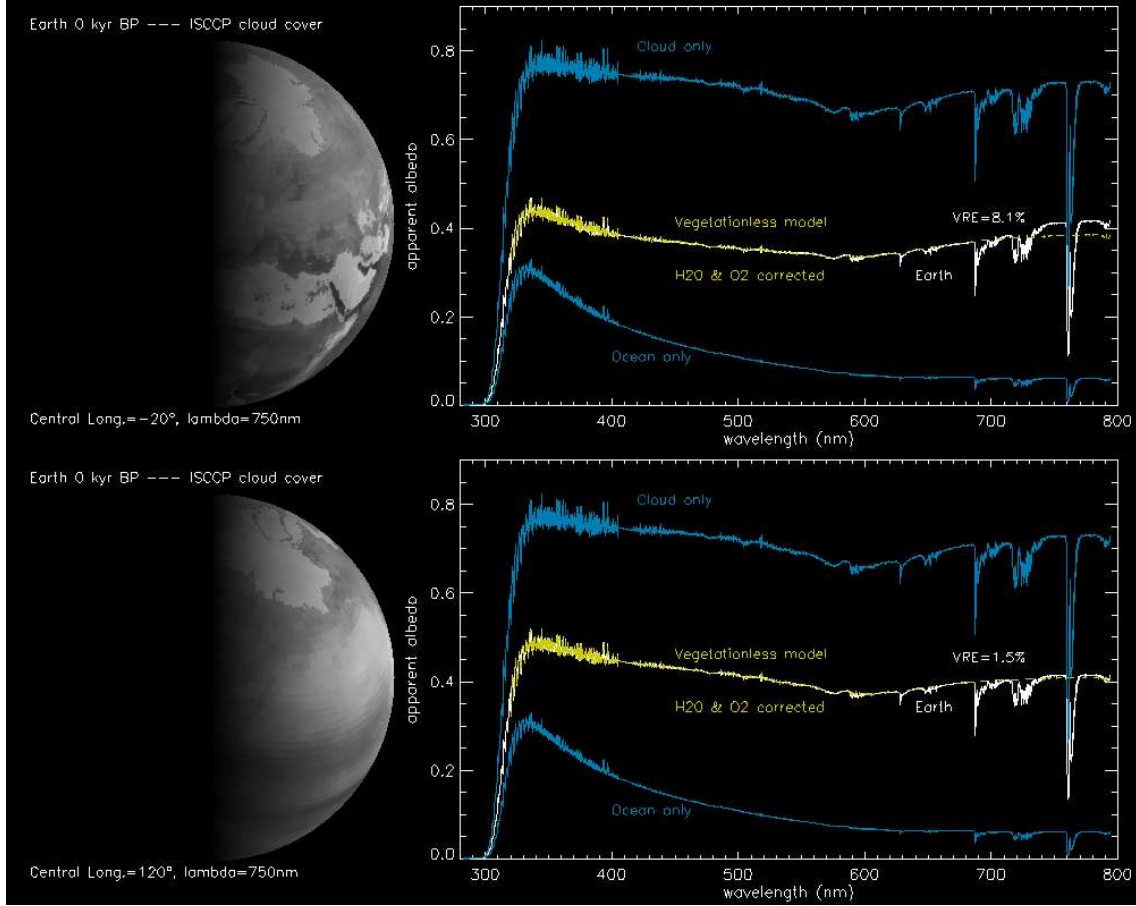 Earth 0 kyr BP --- ISCCP cloud cover
Central Long.=-20°, lambda=750nm
apparent albedo
0.8
0.6
0.4
0.2
0.0
Cloud only
Vegetationless model
VRE=8.1%
H2O & O2 corrected
Earth
Ocean only
300 400 500 600 700 800
wavelength (nm)
Earth 0 kyr BP --- ISCCP cloud cover
Central Long.=120°, lambda=750nm
apparent albedo
0.8
0.6
0.4
0.2
0.0
Cloud only
Vegetationless model
VRE=1.5%
H2O & O2 corrected
Earth
Ocean only
300 400 500 600 700 800
wavelength (nm)